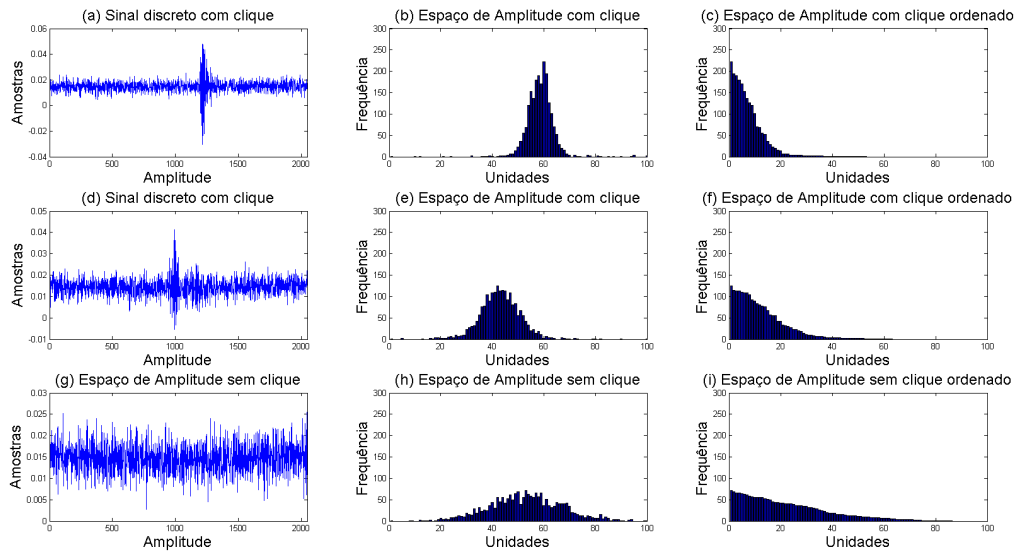 (a) Sinal discreto com clique
(b) Espaço de Amplitude com clique
(c) Espaço de Amplitude com clique ordenado
Amostras
0.06
0.04
0.02
0
-0.02
-0.04
0 500 1000 1500 2000
Amplitude
Frequência
300
250
200
150
100
50
0
0 20 40 60 80 100
Unidades
Frequência
300
250
200
150
100
50
0
0 20 40 60 80 100
Unidades
(d) Sinal discreto com clique
(e) Espaço de Amplitude com clique
(f) Espaço de Amplitude com clique ordenado
Amostras
0.05
0.04
0.03
0.02
0.01
0
-0.01
0 500 1000 1500 2000
Amplitude
Frequência
300
250
200
150
100
50
0
0 20 40 60 80 100
Unidades
Frequência
300
250
200
150
100
50
0
0 20 40 60 80 100
Unidades
(g) Espaço de Amplitude sem clique
(h) Espaço de Amplitude sem clique
(i) Espaço de Amplitude sem clique ordenado
Amostras
0.03
0.025
0.02
0.015
0.01
0.005
0
0 500 1000 1500 2000
Amplitude
Frequência
300
250
200
150
100
50
0
0 20 40 60 80 100
Unidades
Frequência
300
250
200
150
100
50
0
0 20 40 60 80 100
Unidades